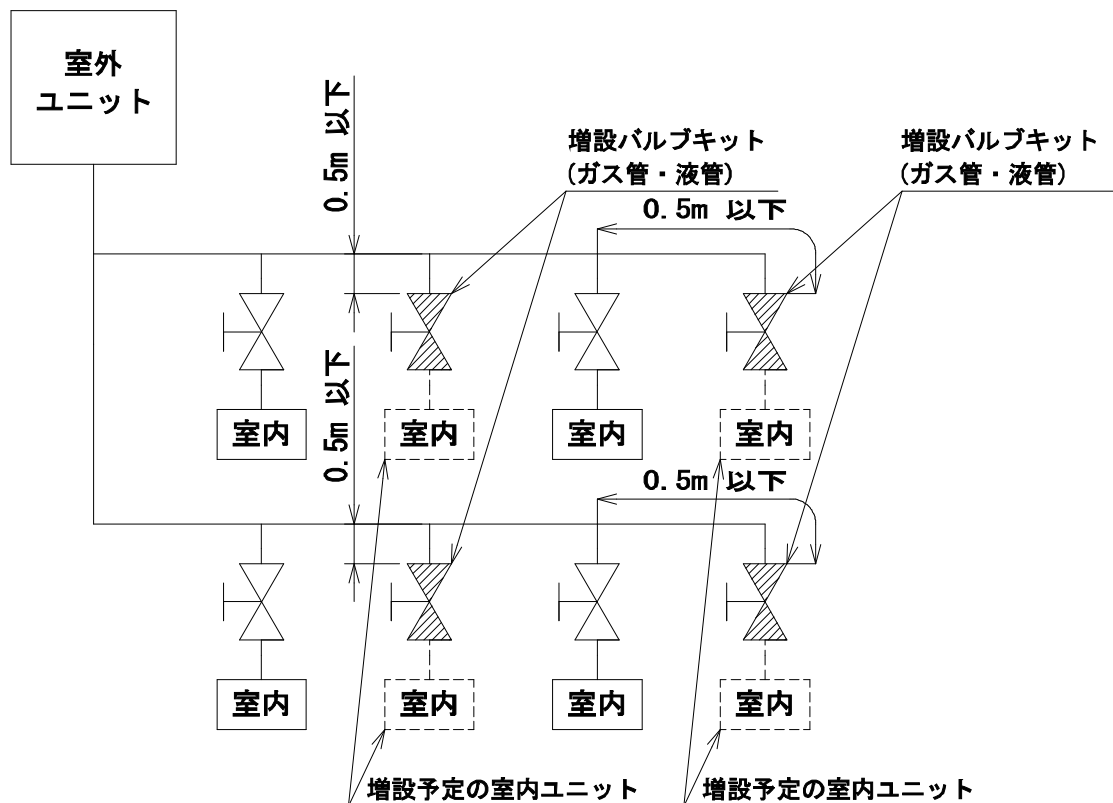 室外
ユニット
0.5m 以下
増設バルブキット
(ガス管・液管)
増設バルブキット
(ガス管・液管)
0.5m 以下
室内
室内
室内
室内
0.5m 以下
0.5m 以下
室内
室内
室内
室内
増設予定の室内ユニット
増設予定の室内ユニット